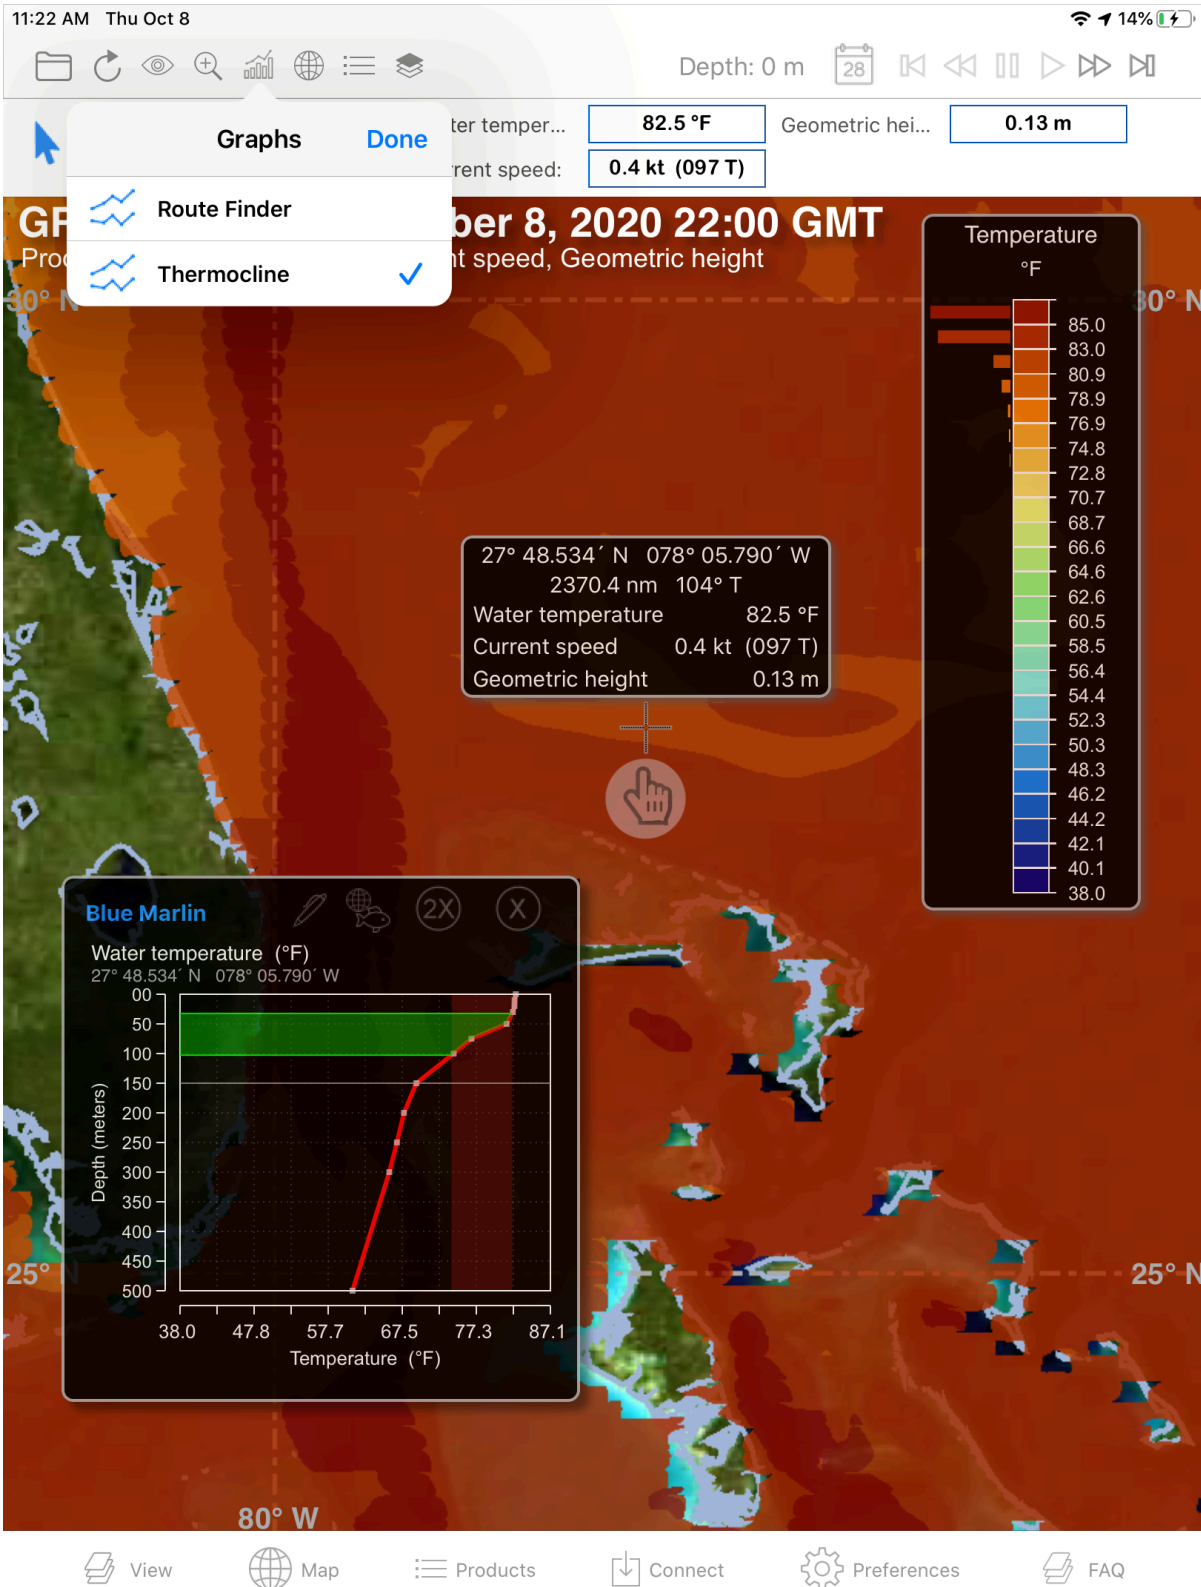 11:22 AM Thu Oct 8 14%
Depth: 0 m 28
Graphs Done
Route Finder
Thermocline
ter temper... 82.5 °F Geometric hei... 0.13 m
rent speed: 0.4 kt (097 T)
ber 8, 2020 22:00 GMT
t speed, Geometric height
30° N 30° N
Temperature
°F
85.0
83.0
80.9
78.9
76.9
74.8
72.8
70.7
68.7
66.6
64.6
62.6
60.5
58.5
56.4
54.4
52.3
50.3
48.3
46.2
44.2
42.1
40.1
38.0
27° 48.534´ N 078° 05.790´ W
2370.4 nm 104° T
Water temperature 82.5 °F
Current speed 0.4 kt (097 T)
Geometric height 0.13 m
Blue Marlin 2X X
Water temperature (°F)
27° 48.534´ N 078° 05.790´ W
00
50
100
150
200
250
300
350
400
450
500
Depth (meters)
38.0 47.8 57.7 67.5 77.3 87.1
Temperature (°F)
25° N 25° N
80° W
View Map Products Connect Preferences FAQ